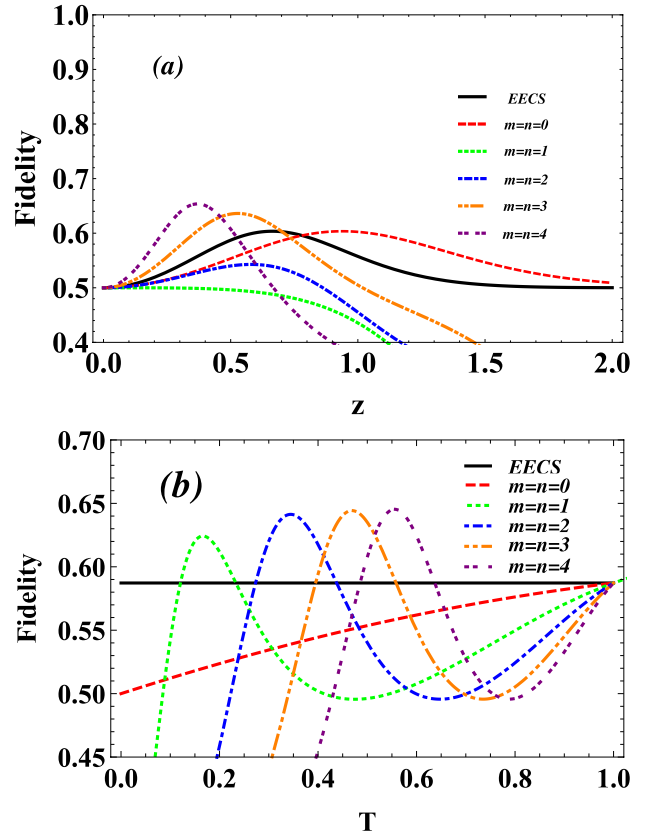 1.0
(a)
0.9
EECS
0.8
m=n=0
m=n=1
0.7
m=n=2
m=n=3
0.6
m=n=4
0.5
0.4
Fidelity
0.0 0.5 1.0 1.5 2.0
z
0.70
EECS
(b)
m=n=0
0.65
m=n=1
m=n=2
m=n=3
0.60
m=n=4
0.55
0.50
0.45
Fidelity
0.0 0.2 0.4 0.6 0.8 1.0
T